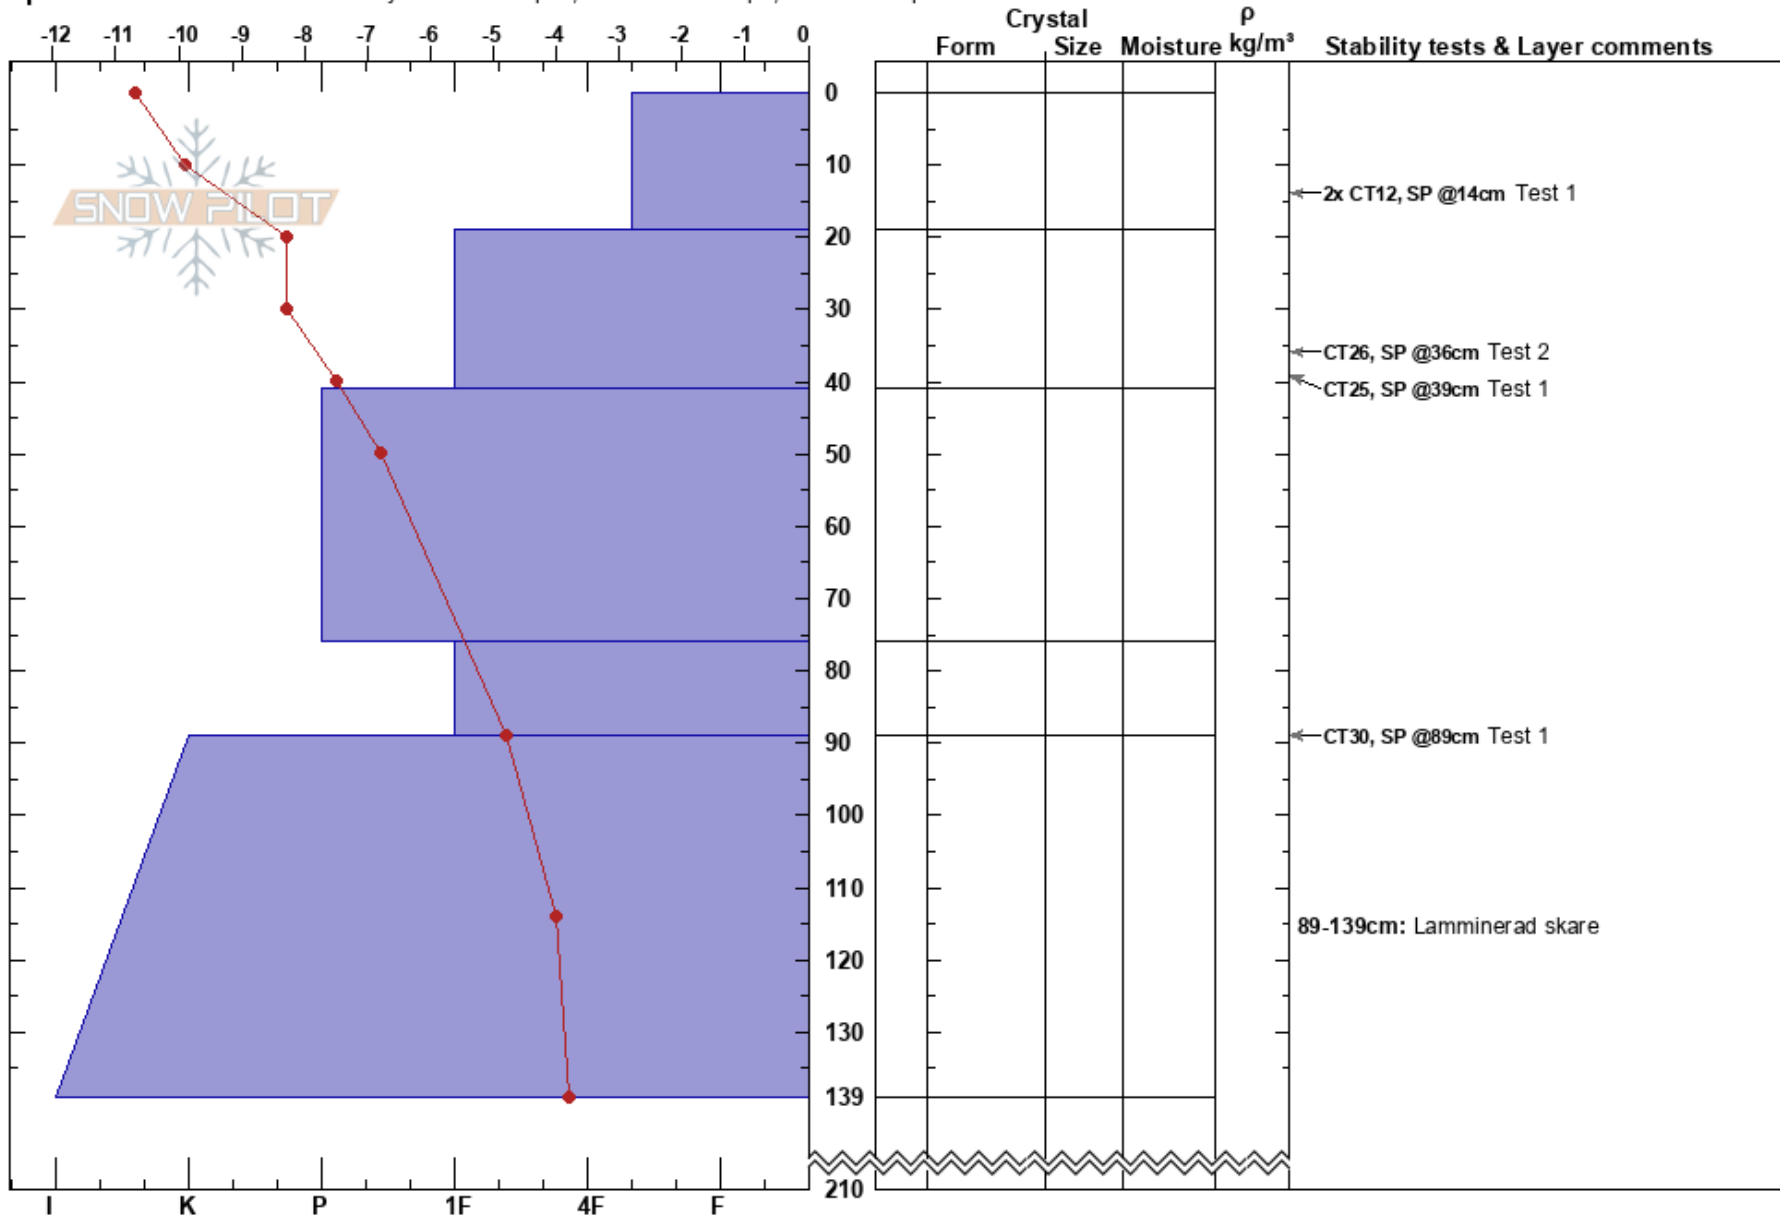 -12 -11 -10 -9 -8 -7 -6 -5 -4 -3 -2 -1 0
Crystal
ρ
Form Size Moisture kg/m³ Stability tests & Layer comments
0
10
SNOW PILOT
2x CT12, SP @14cm Test 1
20
30
CT26, SP @36cm Test 2
40
CT25, SP @39cm Test 1
50
60
70
80
90
CT30, SP @89cm Test 1
100
110
89-139cm: Lamminerad skare
120
130
139
210
I K P 1F 4F F